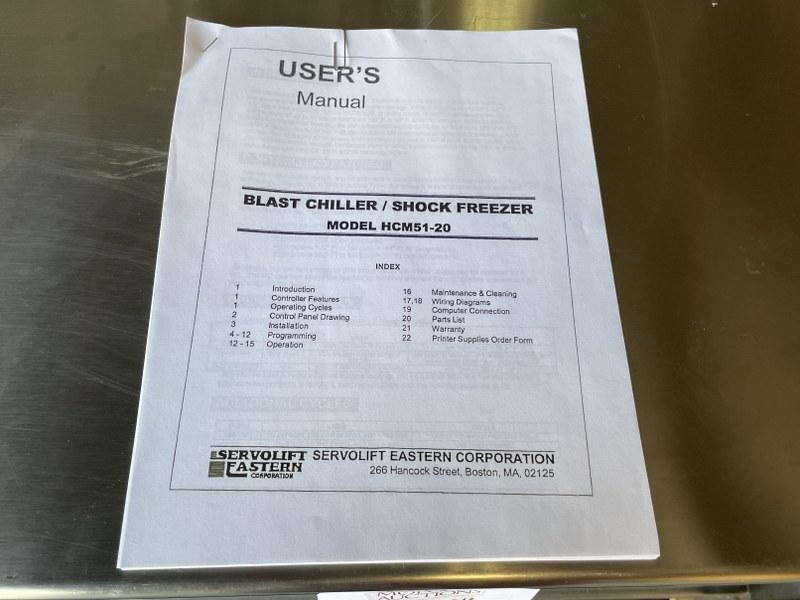 USER'S
Manual
BLAST CHILLER / SHOCK FREEZER
MODEL HCM51-20
INDEX
1 Introduction
1 Controller Features
1 Operating Cycles
2 Control Panel Drawing
3 Installation
4 - 12 Programming
12 - 15 Operation
16 Maintenance & Cleaning
17,18 Wiring Diagrams
19 Computer Connection
20 Parts List
21 Warranty
22 Printer Supplies Order Form
SERVOLIFT
EASTERN
CORPORATION
SERVOLIFT EASTERN CORPORATION
266 Hancock Street, Boston, MA, 02125
AUCTIONS